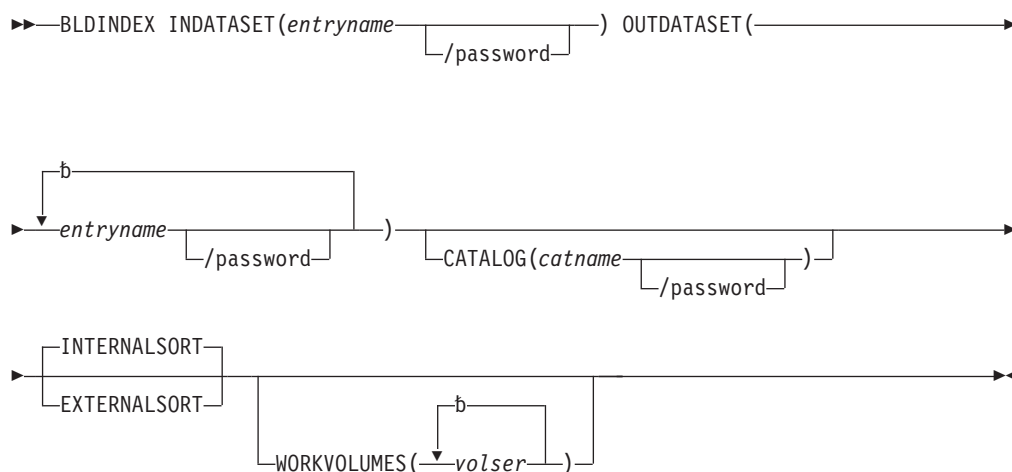 BLDINDEX INDATASET(entryname /password ) OUTDATASET(
ƀ
entryname /password )
CATALOG(catname /password )
INTERNALSORT
EXTERNALSORT
WORKVOLUMES( ƀ volser )